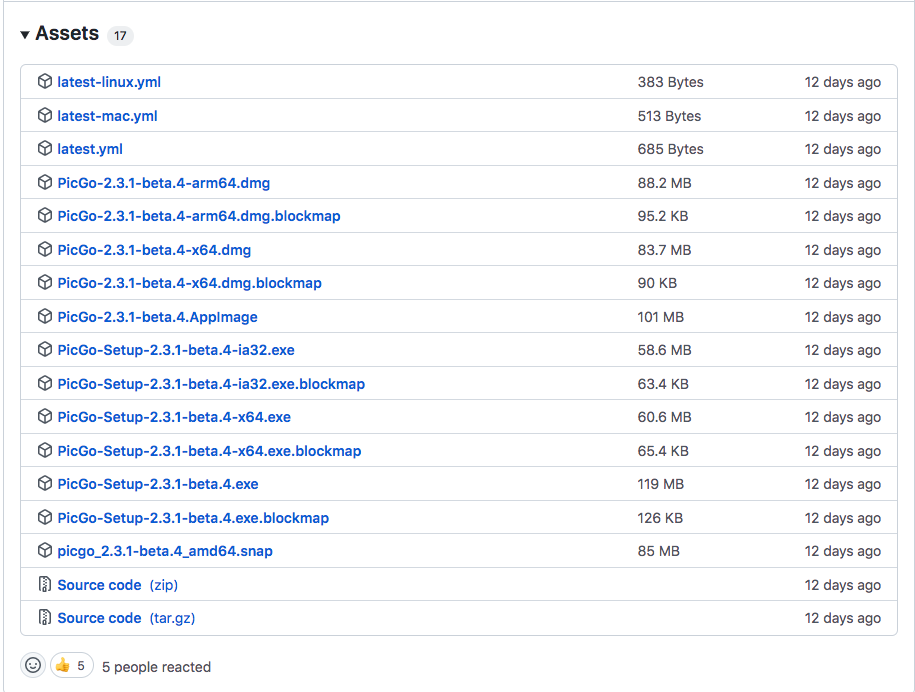 Assets 17
latest-linux.yml 383 Bytes 12 days ago
latest-mac.yml 513 Bytes 12 days ago
latest.yml 685 Bytes 12 days ago
PicGo-2.3.1-beta.4-arm64.dmg 88.2 MB 12 days ago
PicGo-2.3.1-beta.4-arm64.dmg.blockmap 95.2 KB 12 days ago
PicGo-2.3.1-beta.4-x64.dmg 83.7 MB 12 days ago
PicGo-2.3.1-beta.4-x64.dmg.blockmap 90 KB 12 days ago
PicGo-2.3.1-beta.4.AppImage 101 MB 12 days ago
PicGo-Setup-2.3.1-beta.4-ia32.exe 58.6 MB 12 days ago
PicGo-Setup-2.3.1-beta.4-ia32.exe.blockmap 63.4 KB 12 days ago
PicGo-Setup-2.3.1-beta.4-x64.exe 60.6 MB 12 days ago
PicGo-Setup-2.3.1-beta.4-x64.exe.blockmap 65.4 KB 12 days ago
PicGo-Setup-2.3.1-beta.4.exe 119 MB 12 days ago
PicGo-Setup-2.3.1-beta.4.exe.blockmap 126 KB 12 days ago
picgo_2.3.1-beta.4_amd64.snap 85 MB 12 days ago
Source code (zip) 12 days ago
Source code (tar.gz) 12 days ago
5 5 people reacted